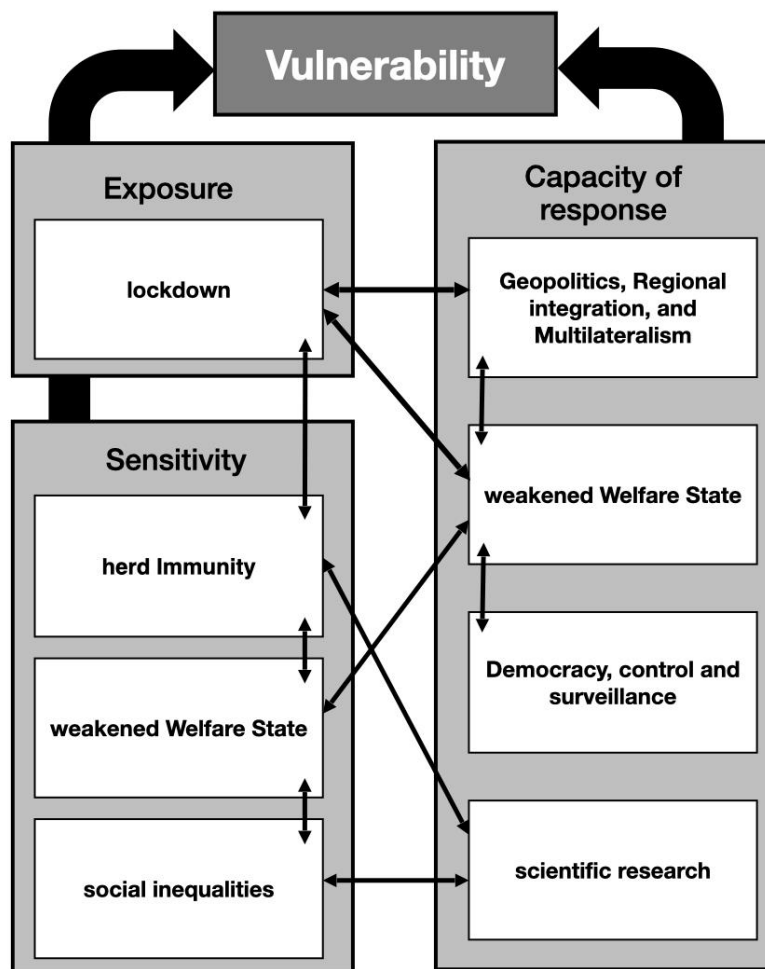 Vulnerability
Exposure
lockdown
Sensitivity
herd Immunity
weakened Welfare State
social inequalities
Capacity of
response
Geopolitics, Regional
integration, and
Multilateralism
weakened Welfare State
Democracy, control and
surveillance
scientific research